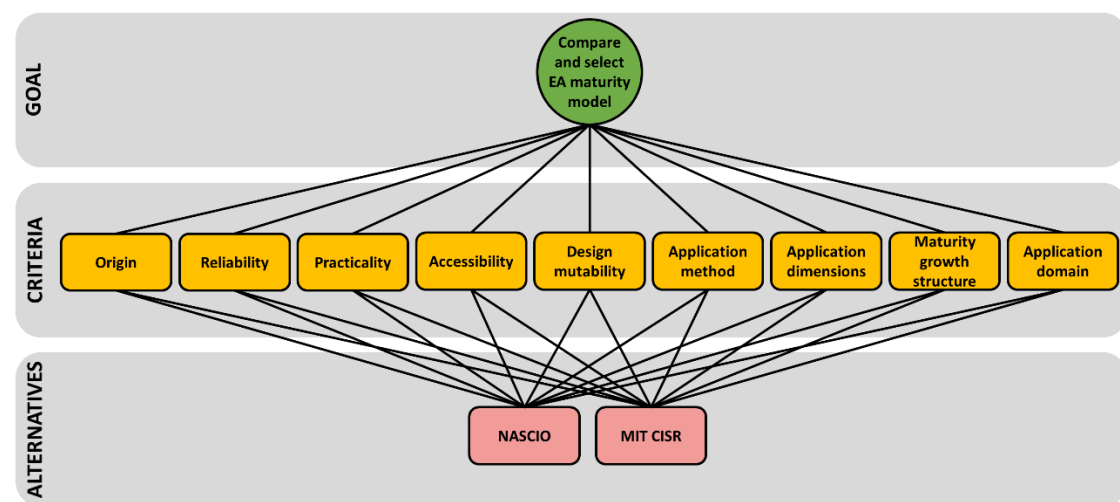 GOAL
Compare
and select
EA maturity
model
CRITERIA
Origin
Reliability
Practicality
Accessibility
Design
mutability
Application
method
Application
dimensions
Maturity
growth
structure
Application
domain
ALTERNATIVES
NASCIO
MIT CISR